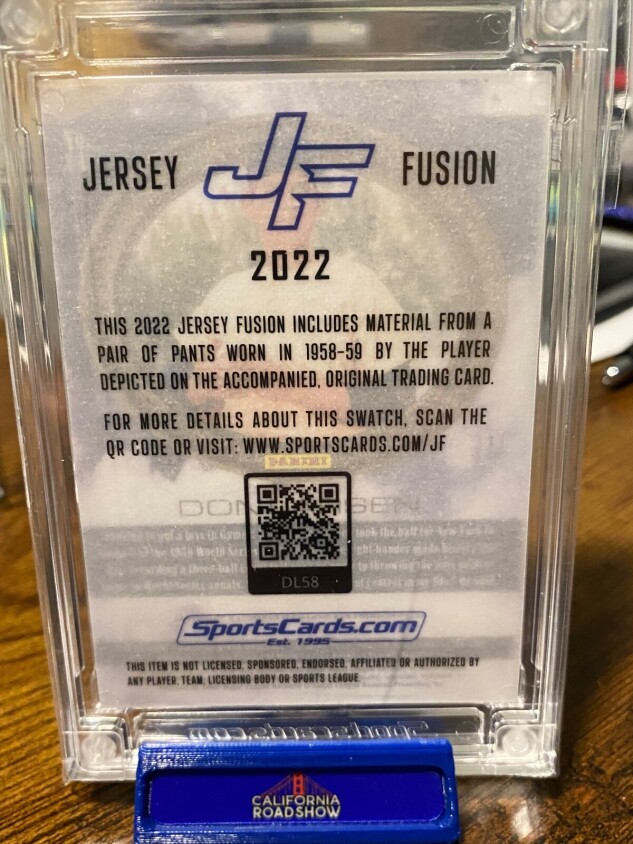 JERSEY JF FUSION
2022
THIS 2022 JERSEY FUSION INCLUDES MATERIAL FROM A
PAIR OF PANTS WORN IN 1958-59 BY THE PLAYER
DEPICTED ON THE ACCOMPANIED, ORIGINAL TRADING CARD.
FOR MORE DETAILS ABOUT THIS SWATCH, SCAN THE
QR CODE OR VISIT: WWW.SPORTSCARDS.COM/JF
PANINI
DON
DL58
SportsCards.com
Est. 1995
THIS ITEM IS NOT LICENSED, SPONSORED, ENDORSED, AFFILIATED OR AUTHORIZED BY
ANY PLAYER, TEAM, LICENSING BODY OR SPORTS LEAGUE.
Sportscards.com
CALIFORNIA
ROADSHOW